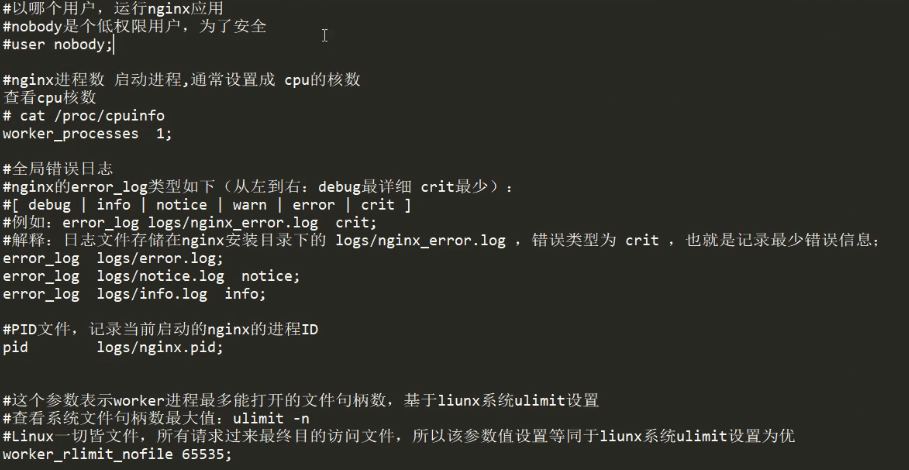 #以哪个用户，运行nginx应用
#nobody是个低权限用户，为了安全
#user nobody;
#nginx进程数 启动进程,通常设置成 cpu的核数
查看cpu核数
# cat /proc/cpuinfo
worker_processes  1;
#全局错误日志
#nginx的error_log类型如下（从左到右：debug最详细 crit最少）：
#[ debug | info | notice | warn | error | crit ]
#例如：error_log logs/nginx_error.log  crit;
#解释：日志文件存储在nginx安装目录下的 logs/nginx_error.log ，错误类型为 crit ，也就是记录最少错误信息；
error_log  logs/error.log;
error_log  logs/notice.log  notice;
error_log  logs/info.log  info;
#PID文件，记录当前启动的nginx的进程ID
pid        logs/nginx.pid;
#这个参数表示worker进程最多能打开的文件句柄数，基于liunx系统ulimit设置
#查看系统文件句柄数最大值：ulimit -n
#Linux一切皆文件，所有请求过来最终目的访问文件，所以该参数值设置等同于liunx系统ulimit设置为优
worker_rlimit_nofile 65535;